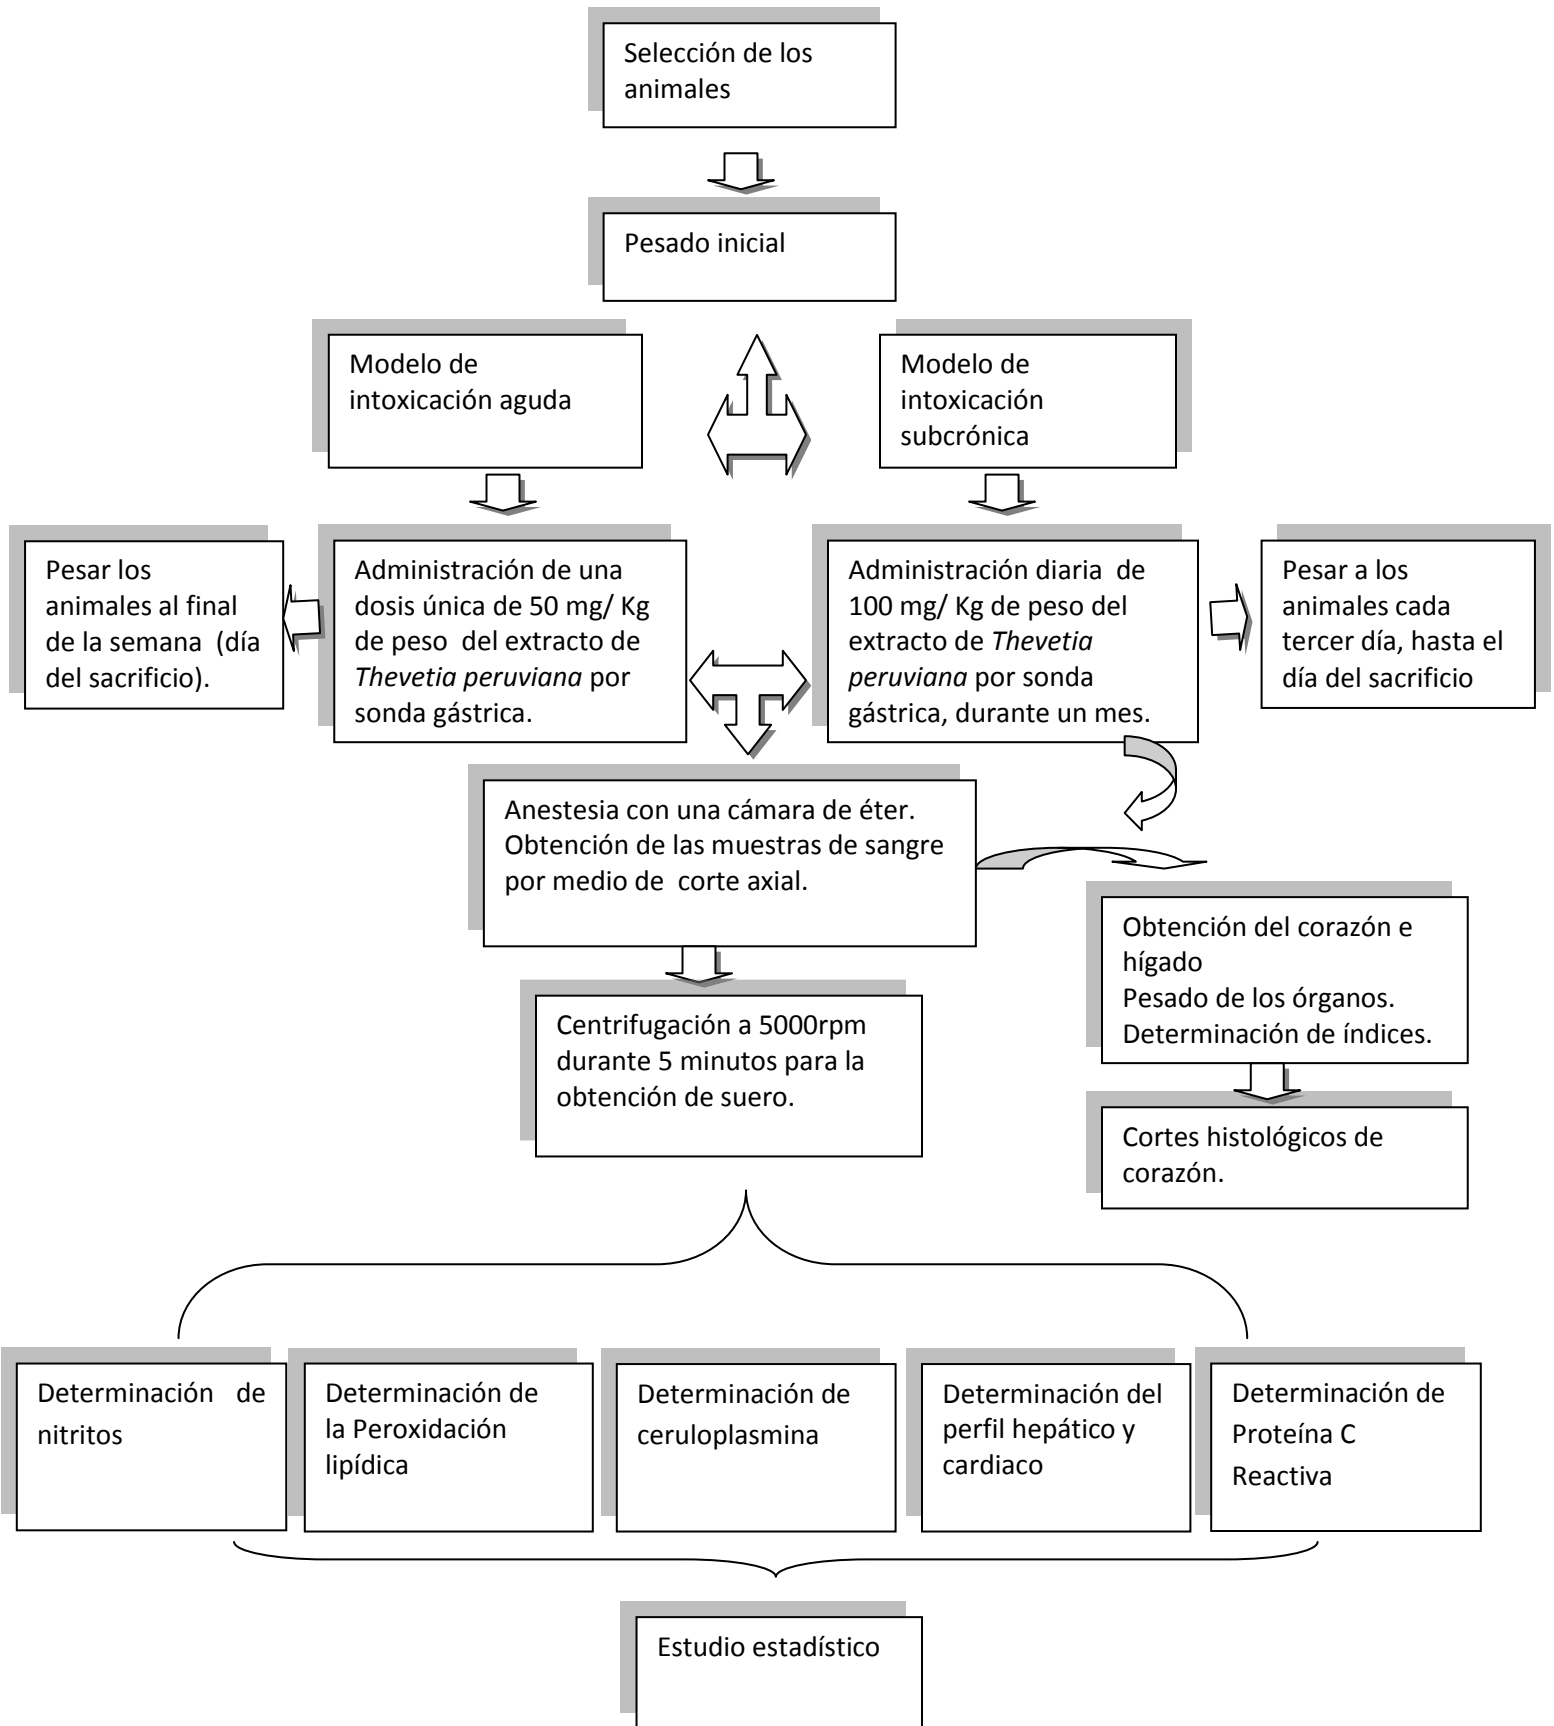 Selección de los
animales
Pesado inicial
Modelo de
intoxicación aguda
Modelo de
intoxicación
subcrónica
Pesar los
animales al final
de la semana (día
del sacrificio).
Administración de una
dosis única de 50 mg/ Kg
de peso del extracto de
Thevetia peruviana por
sonda gástrica.
Administración diaria de
100 mg/ Kg de peso del
extracto de Thevetia
peruviana por sonda
gástrica, durante un mes.
Pesar a los
animales cada
tercer día, hasta el
día del sacrificio
Anestesia con una cámara de éter.
Obtención de las muestras de sangre
por medio de corte axial.
Obtención del corazón e
hígado
Pesado de los órganos.
Determinación de índices.
Centrifugación a 5000rpm
durante 5 minutos para la
obtención de suero.
Cortes histológicos de
corazón.
Determinación de
nitritos
Determinación de
la Peroxidación
lipídica
Determinación de
ceruloplasmina
Determinación del
perfil hepático y
cardiaco
Determinación de
Proteína C
Reactiva
Estudio estadístico